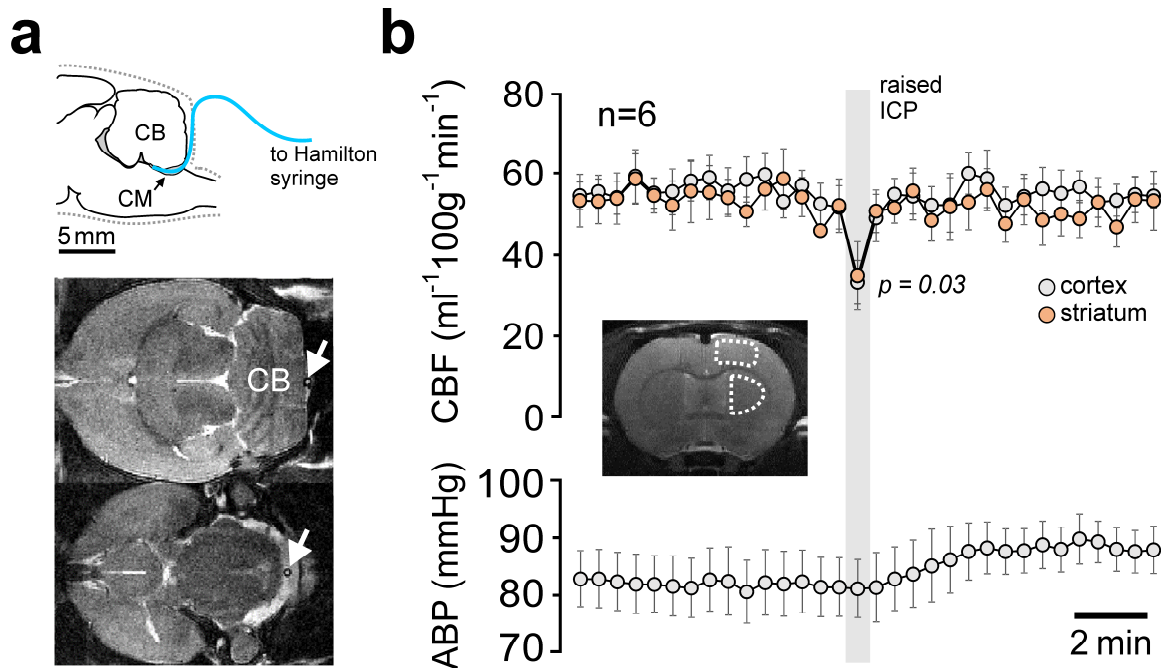 a
CB
to Hamilton
syringe
CM
5 mm
CB
b
CBF (ml⁻¹100g⁻¹min⁻¹)
80
60
40
20
0
n=6
raised
ICP
p = 0.03
cortex
striatum
ABP (mmHg)
100
90
80
70
2 min